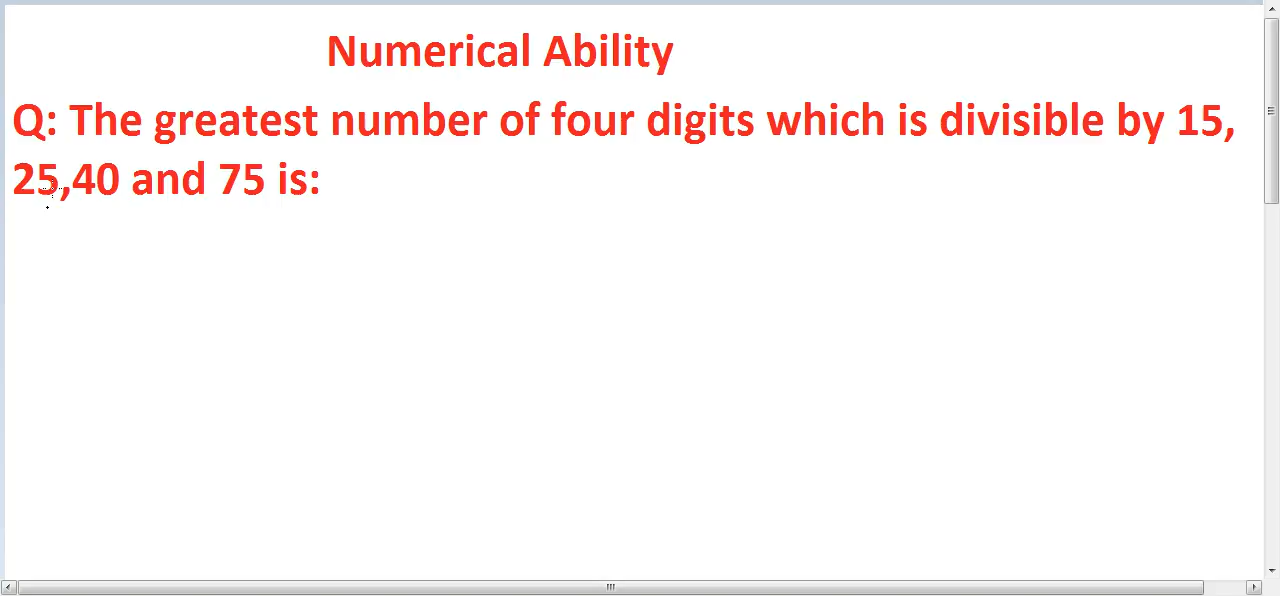 Numerical Ability
Q: The greatest number of four digits which is divisible by 15,
25,40 and 75 is: